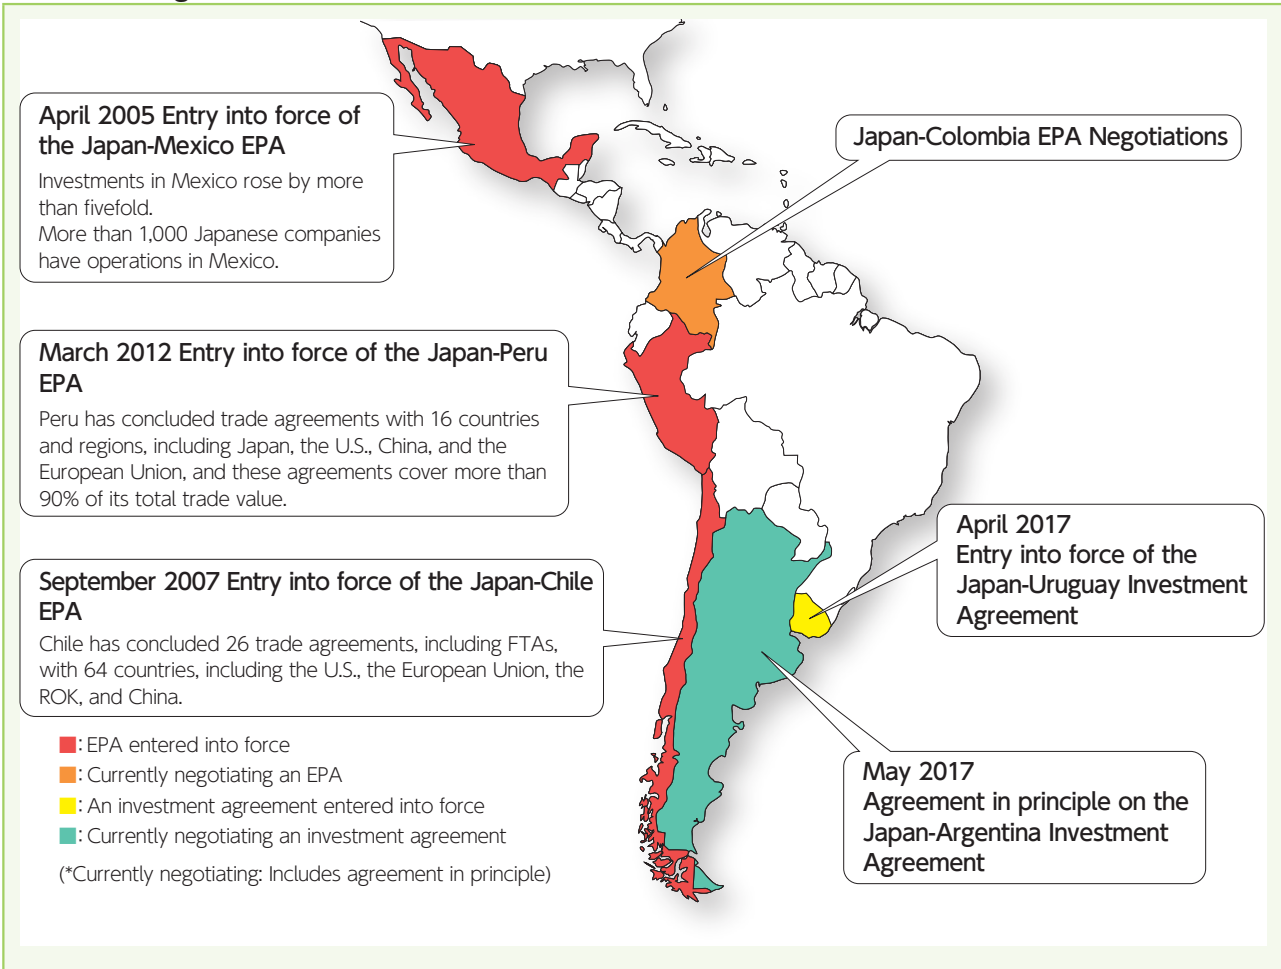 April 2005 Entry into force of
the Japan-Mexico EPA
Investments in Mexico rose by more
than fivefold.
More than 1,000 Japanese companies
have operations in Mexico.
Japan-Colombia EPA Negotiations
March 2012 Entry into force of the Japan-Peru
EPA
Peru has concluded trade agreements with 16 countries
and regions, including Japan, the U.S., China, and the
European Union, and these agreements cover more than
90% of its total trade value.
April 2017
Entry into force of the
Japan-Uruguay Investment
Agreement
September 2007 Entry into force of the Japan-Chile
EPA
Chile has concluded 26 trade agreements, including FTAs,
with 64 countries, including the U.S., the European Union, the
ROK, and China.
May 2017
Agreement in principle on the
Japan-Argentina Investment
Agreement
: EPA entered into force
: Currently negotiating an EPA
: An investment agreement entered into force
: Currently negotiating an investment agreement
(*Currently negotiating: Includes agreement in principle)